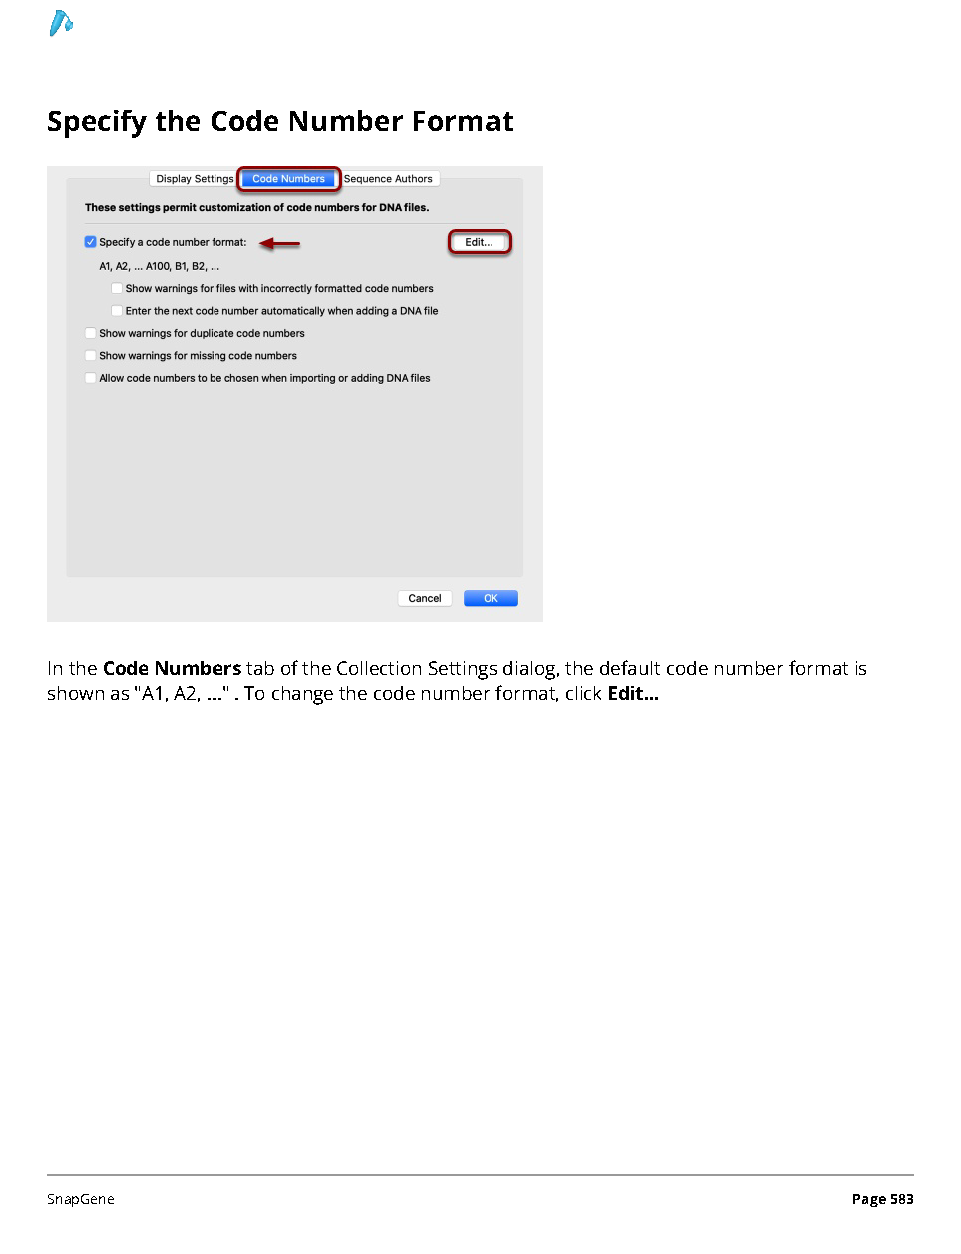 Specify the Code Number Format
Display Settings Code Numbers Sequence Authors
These settings permit customization of code numbers for DNA files.
Specify a code number format: Edit...
A1, A2, ... A100, B1, B2, ...
Show warnings for files with incorrectly formatted code numbers
Enter the next code number automatically when adding a DNA file
Show warnings for duplicate code numbers
Show warnings for missing code numbers
Allow code numbers to be chosen when importing or adding DNA files
Cancel OK
In the Code Numbers tab of the Collection Settings dialog, the default code number format is
shown as "A1, A2, ..." . To change the code number format, click Edit...
SnapGene Page 583